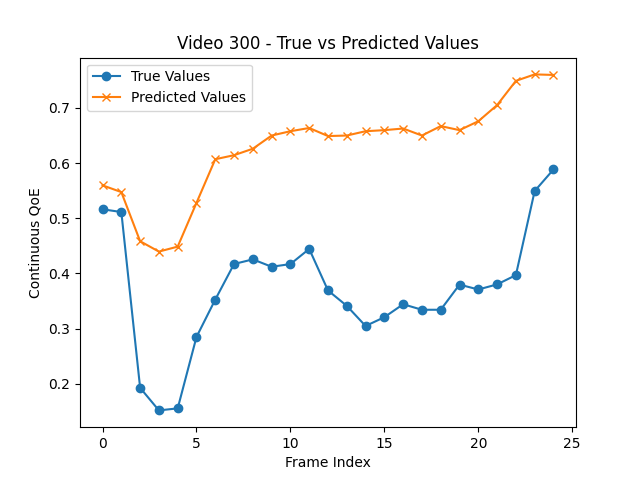 Video 300 - True vs Predicted Values
True Values
Predicted Values
Continuous QoE
0.7
0.6
0.5
0.4
0.3
0.2
0 5 10 15 20 25
Frame Index